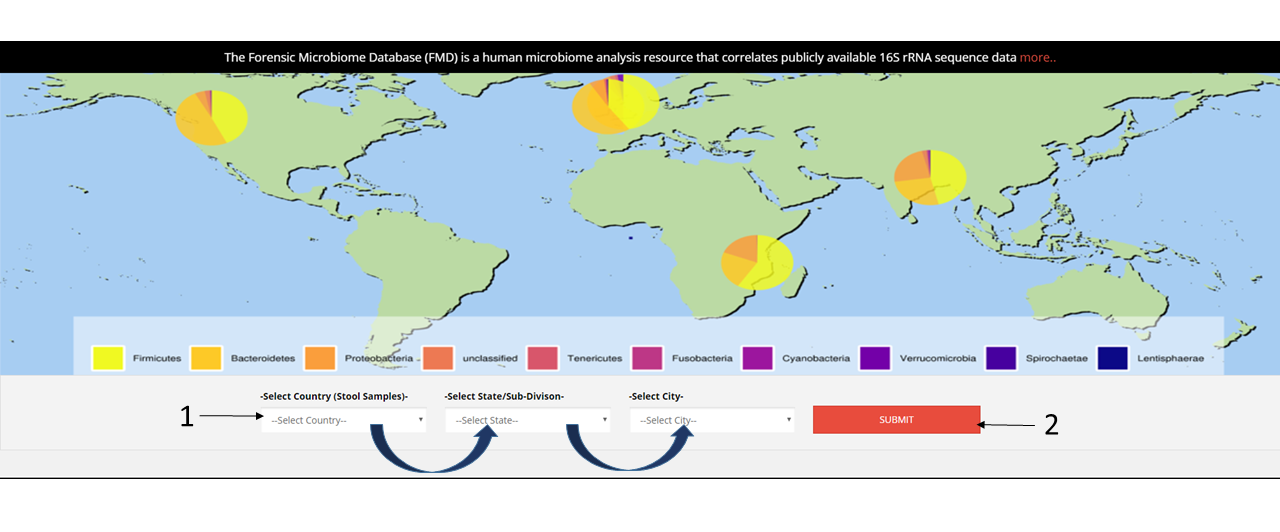 The Forensic Microbiome Database (FMD) is a human microbiome analysis resource that correlates publicly available 16S rRNA sequence data more..
Firmicutes Bacteroidetes Proteobacteria unclassified Tenericutes Fusobacteria Cyanobacteria Verrucomicrobia Spirochaetae Lentisphaerae
-Select Country (Stool Samples)- -Select State/Sub-Divison- -Select City-
1 --Select Country-- --Select State-- --Select City-- SUBMIT 2